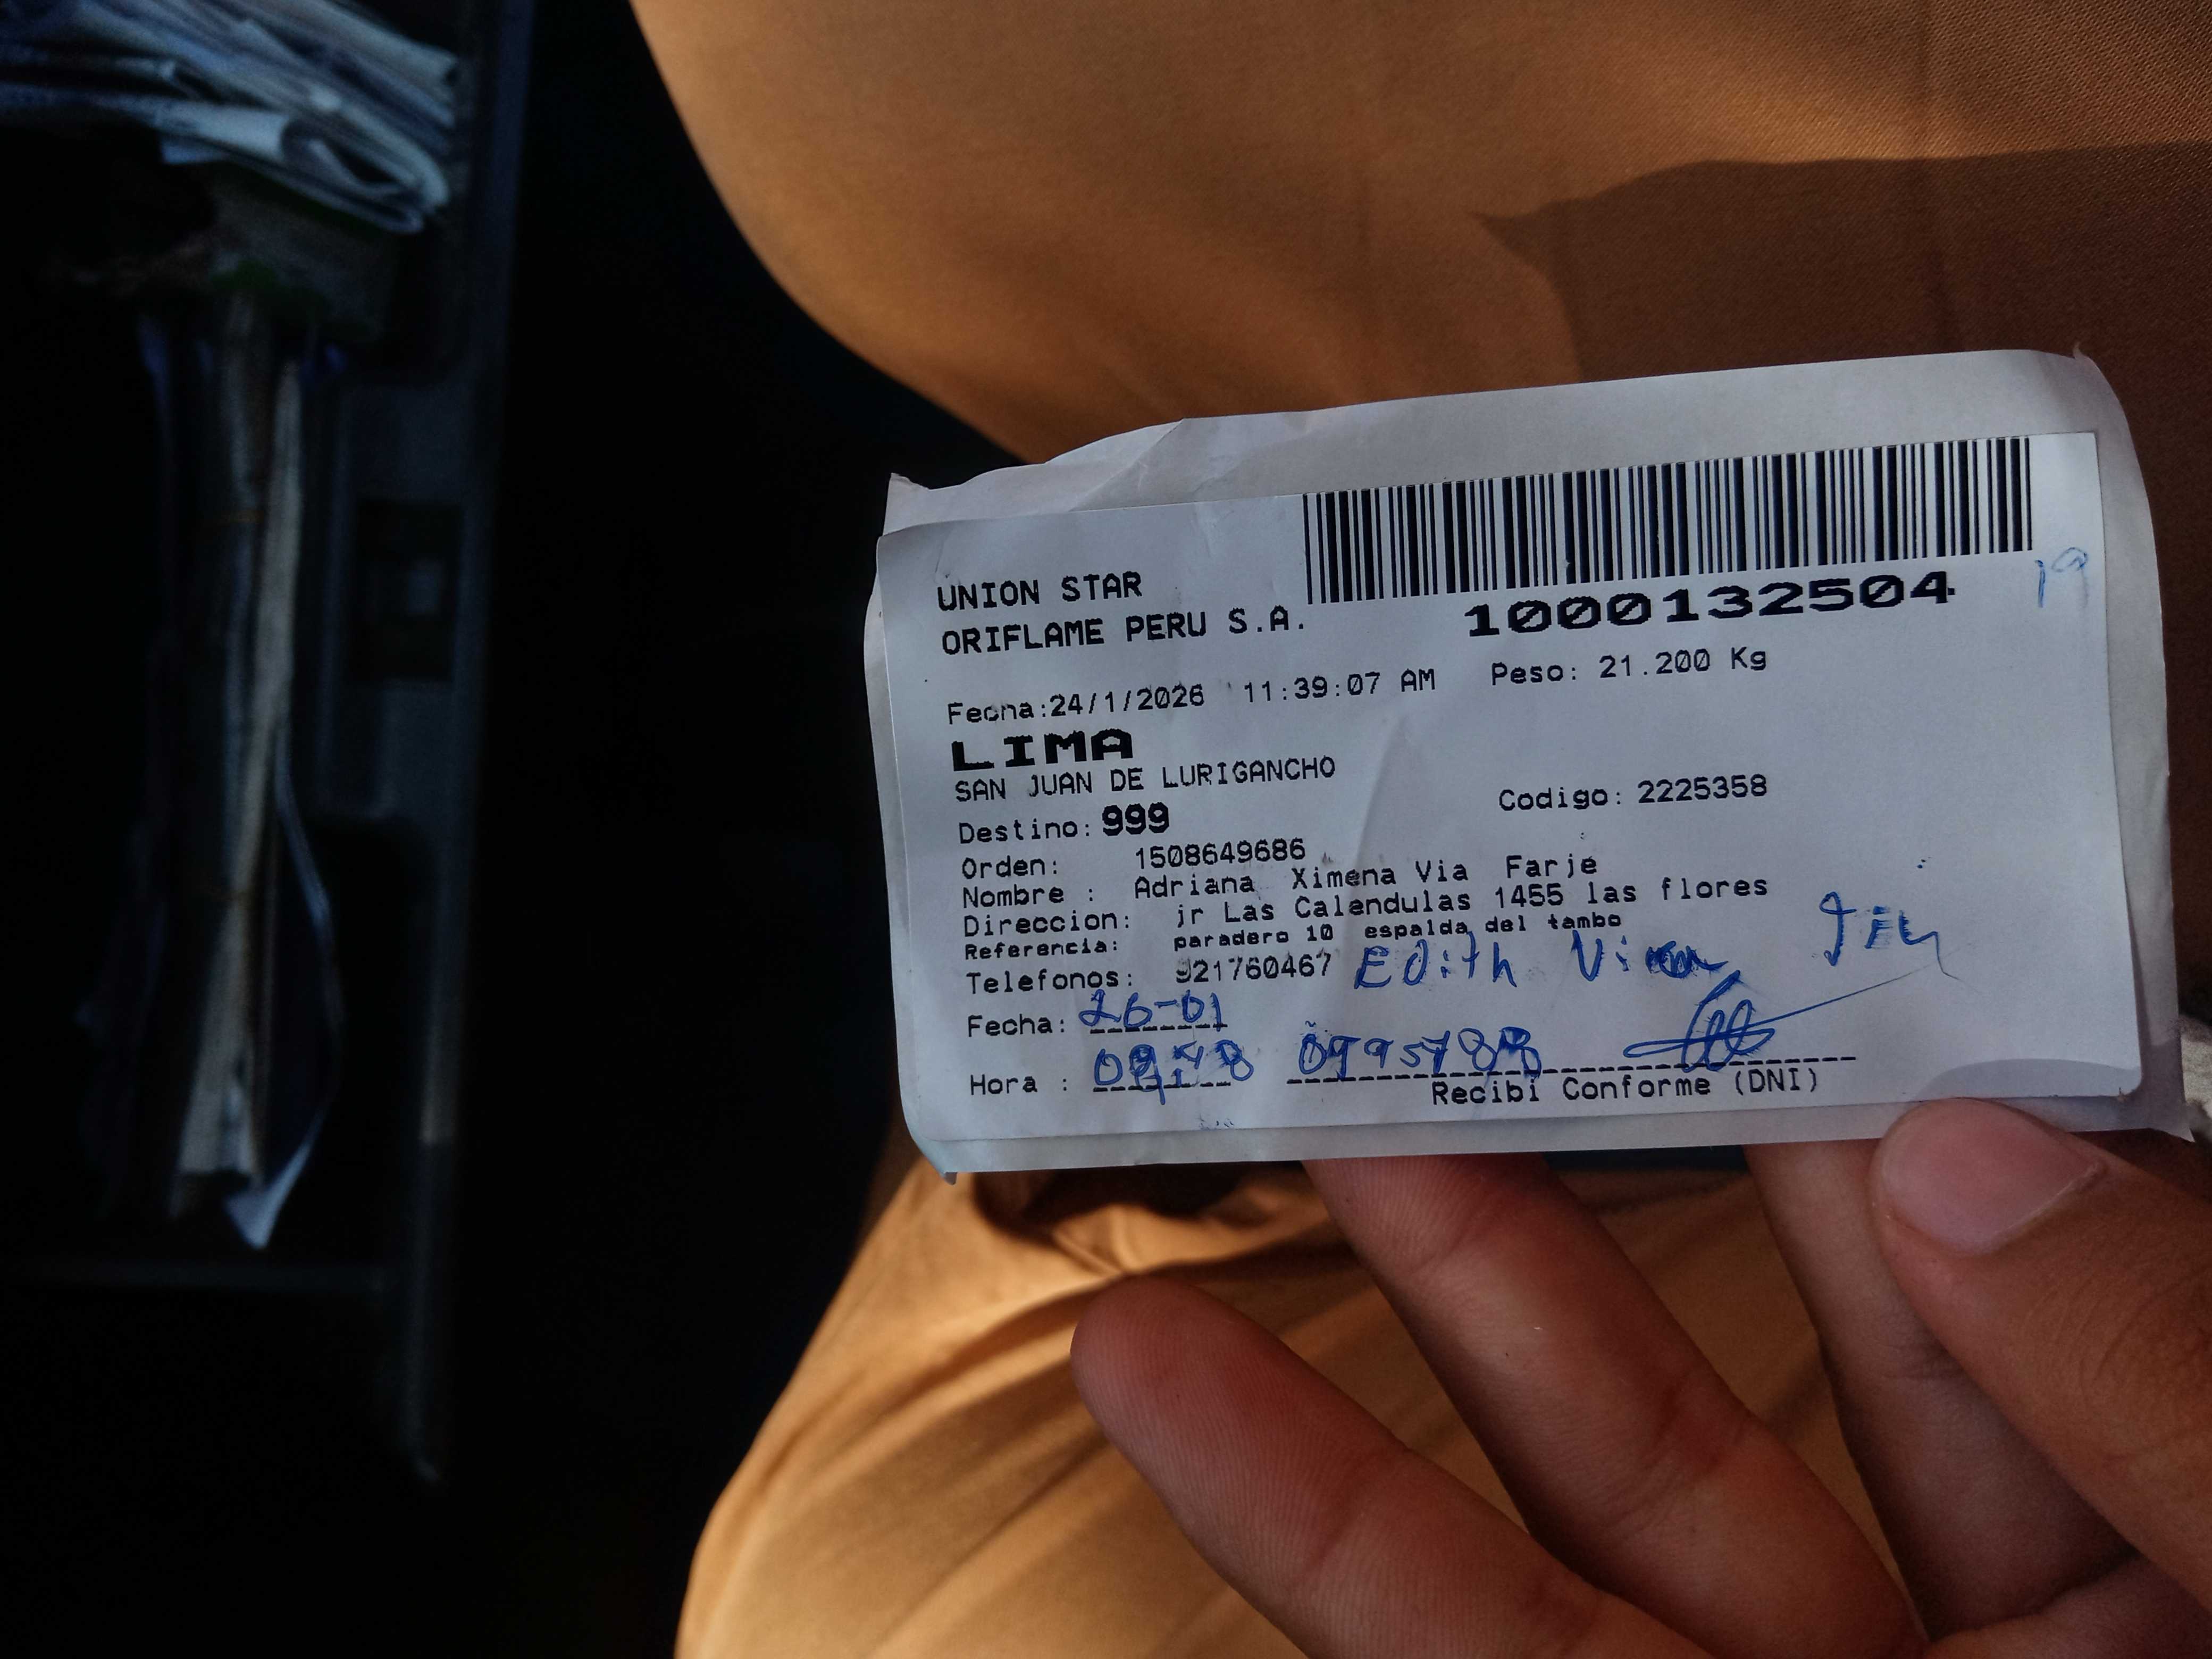 UNION STAR
ORIFLAME PERU S.A.
1000132504
19
Fecha:24/1/2026 11:39:07 AM Peso: 21.200 Kg
LIMA
SAN JUAN DE LURIGANCHO
Destino: 999 Codigo: 2225358
Orden: 1508649686
Nombre : Adriana Ximena Via Farje
Direccion: jr Las Calendulas 1455 las flores
Referencia: paradero 10 espalda del tambo
Telefonos: 921760467 Edith
Fecha: 26-01
Hora :
Recibi Conforme (DNI)